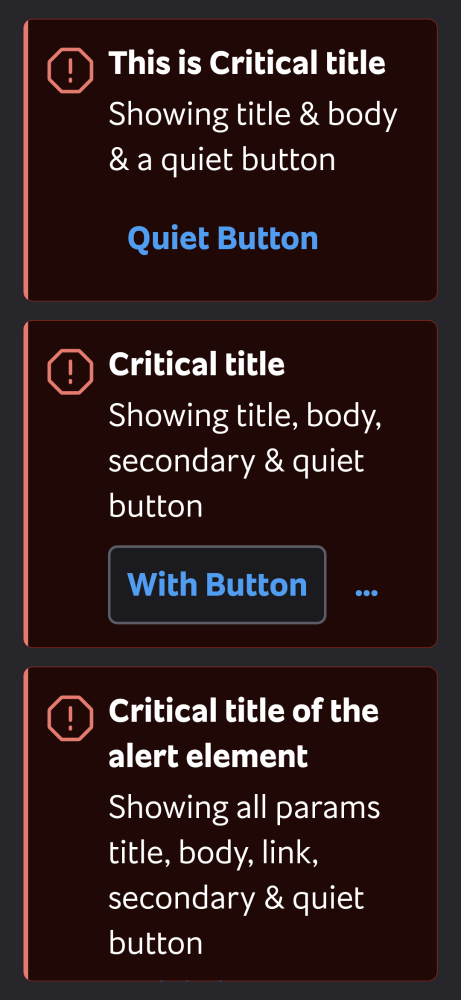 This is Critical title
Showing title & body
& a quiet button
Quiet Button
Critical title
Showing title, body,
secondary & quiet
button
With Button
...
Critical title of the
alert element
Showing all params
title, body, link,
secondary & quiet
button